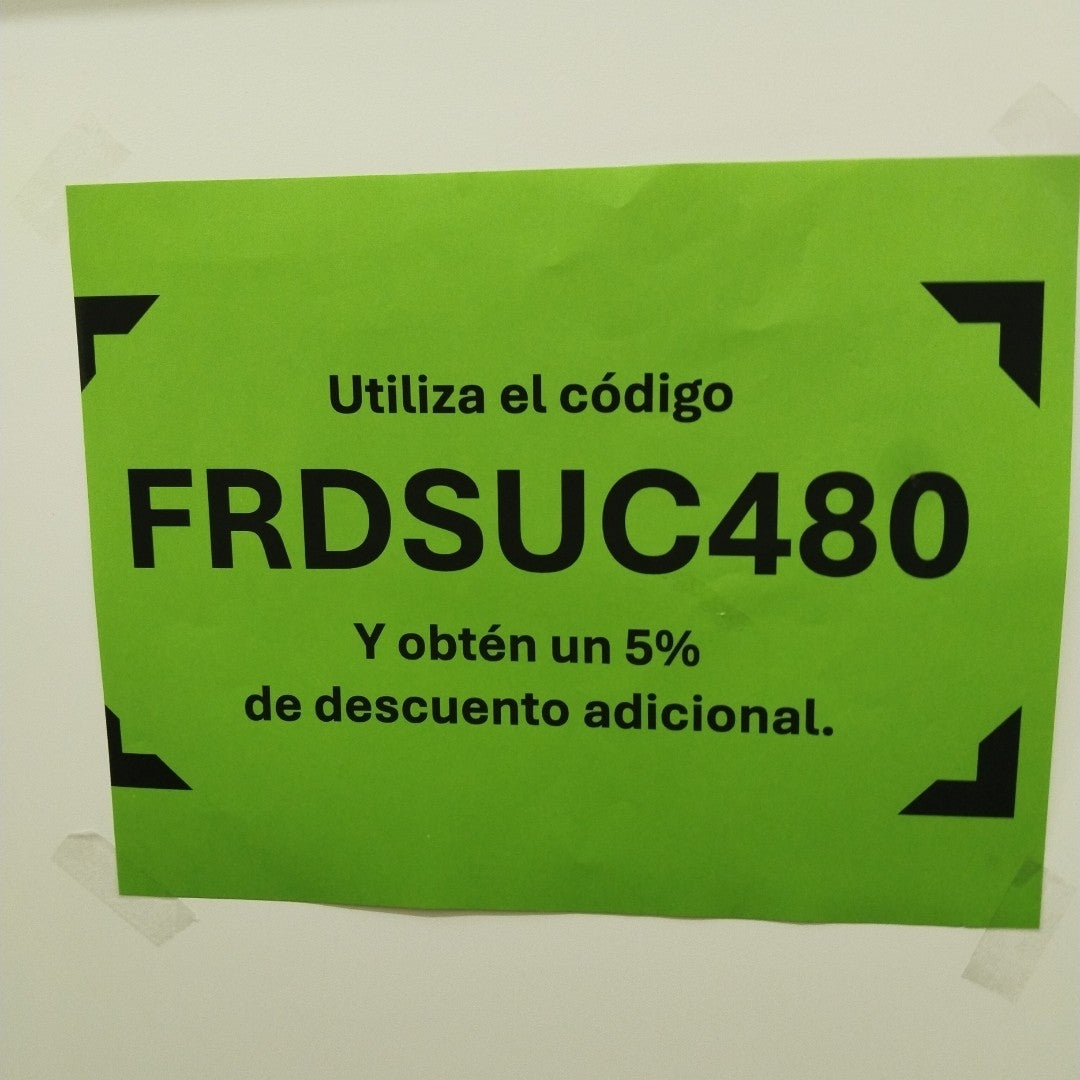 Utiliza el código
FRDSUC480
Y obtén un 5%
de descuento adicional.